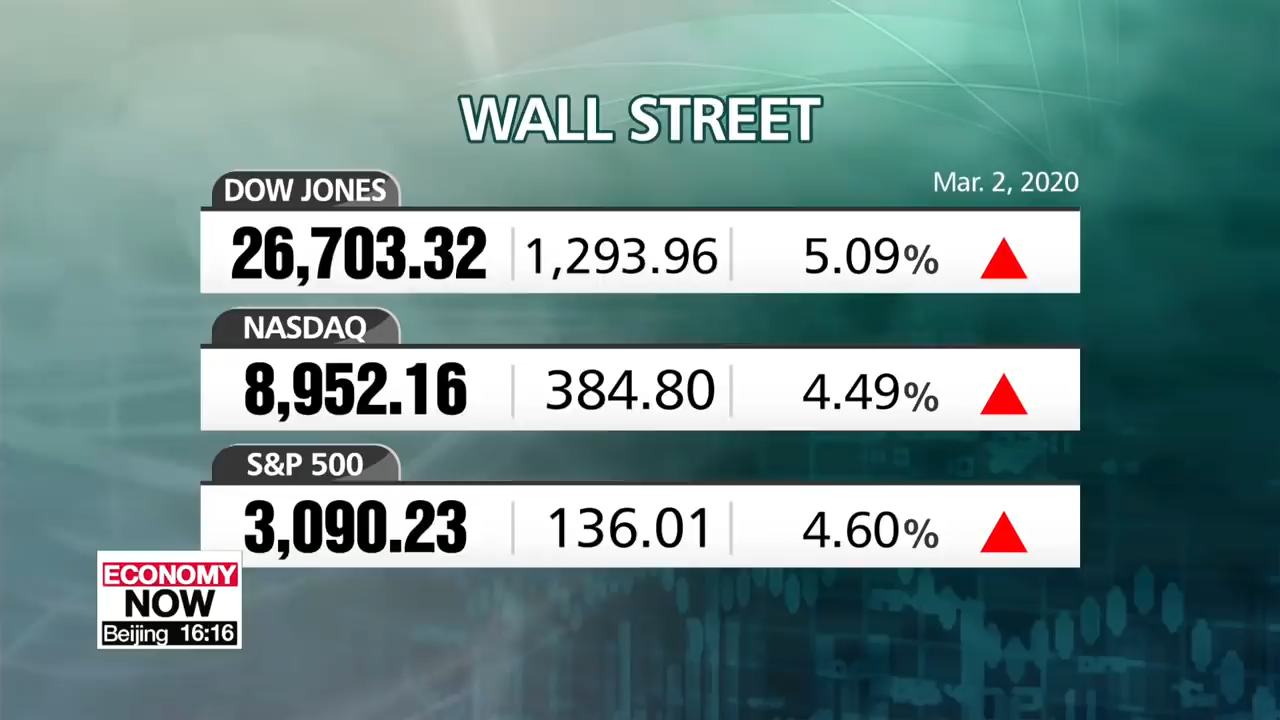 WALL STREET
Mar. 2, 2020
DOW JONES
26,703.32 1,293.96 5.09% ▲
NASDAQ
8,952.16 384.80 4.49% ▲
S&P 500
3,090.23 136.01 4.60% ▲
ECONOMY
NOW
Beijing 16:16